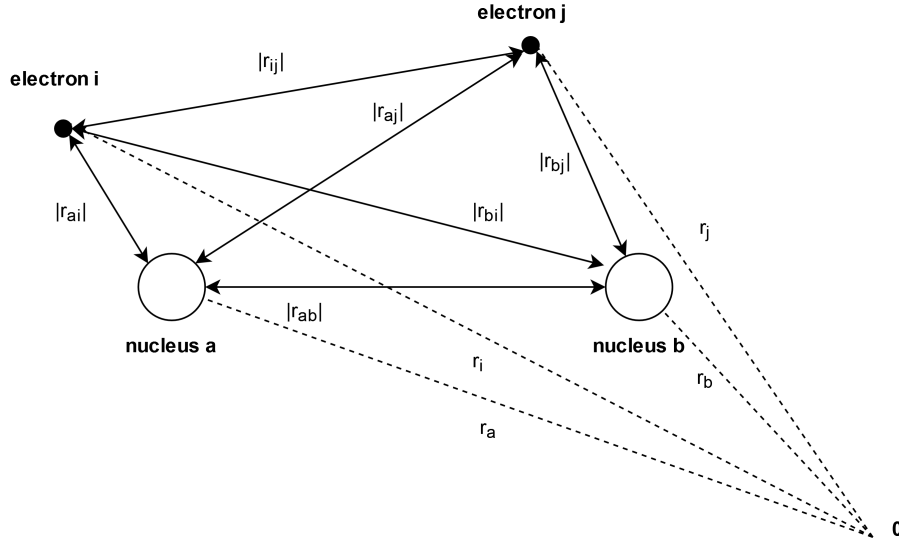 electron j
|rij|
electron i
|raj|
|rbj|
|rai|
|rbi|
rj
|rab|
nucleus a
nucleus b
ri
rb
ra
0